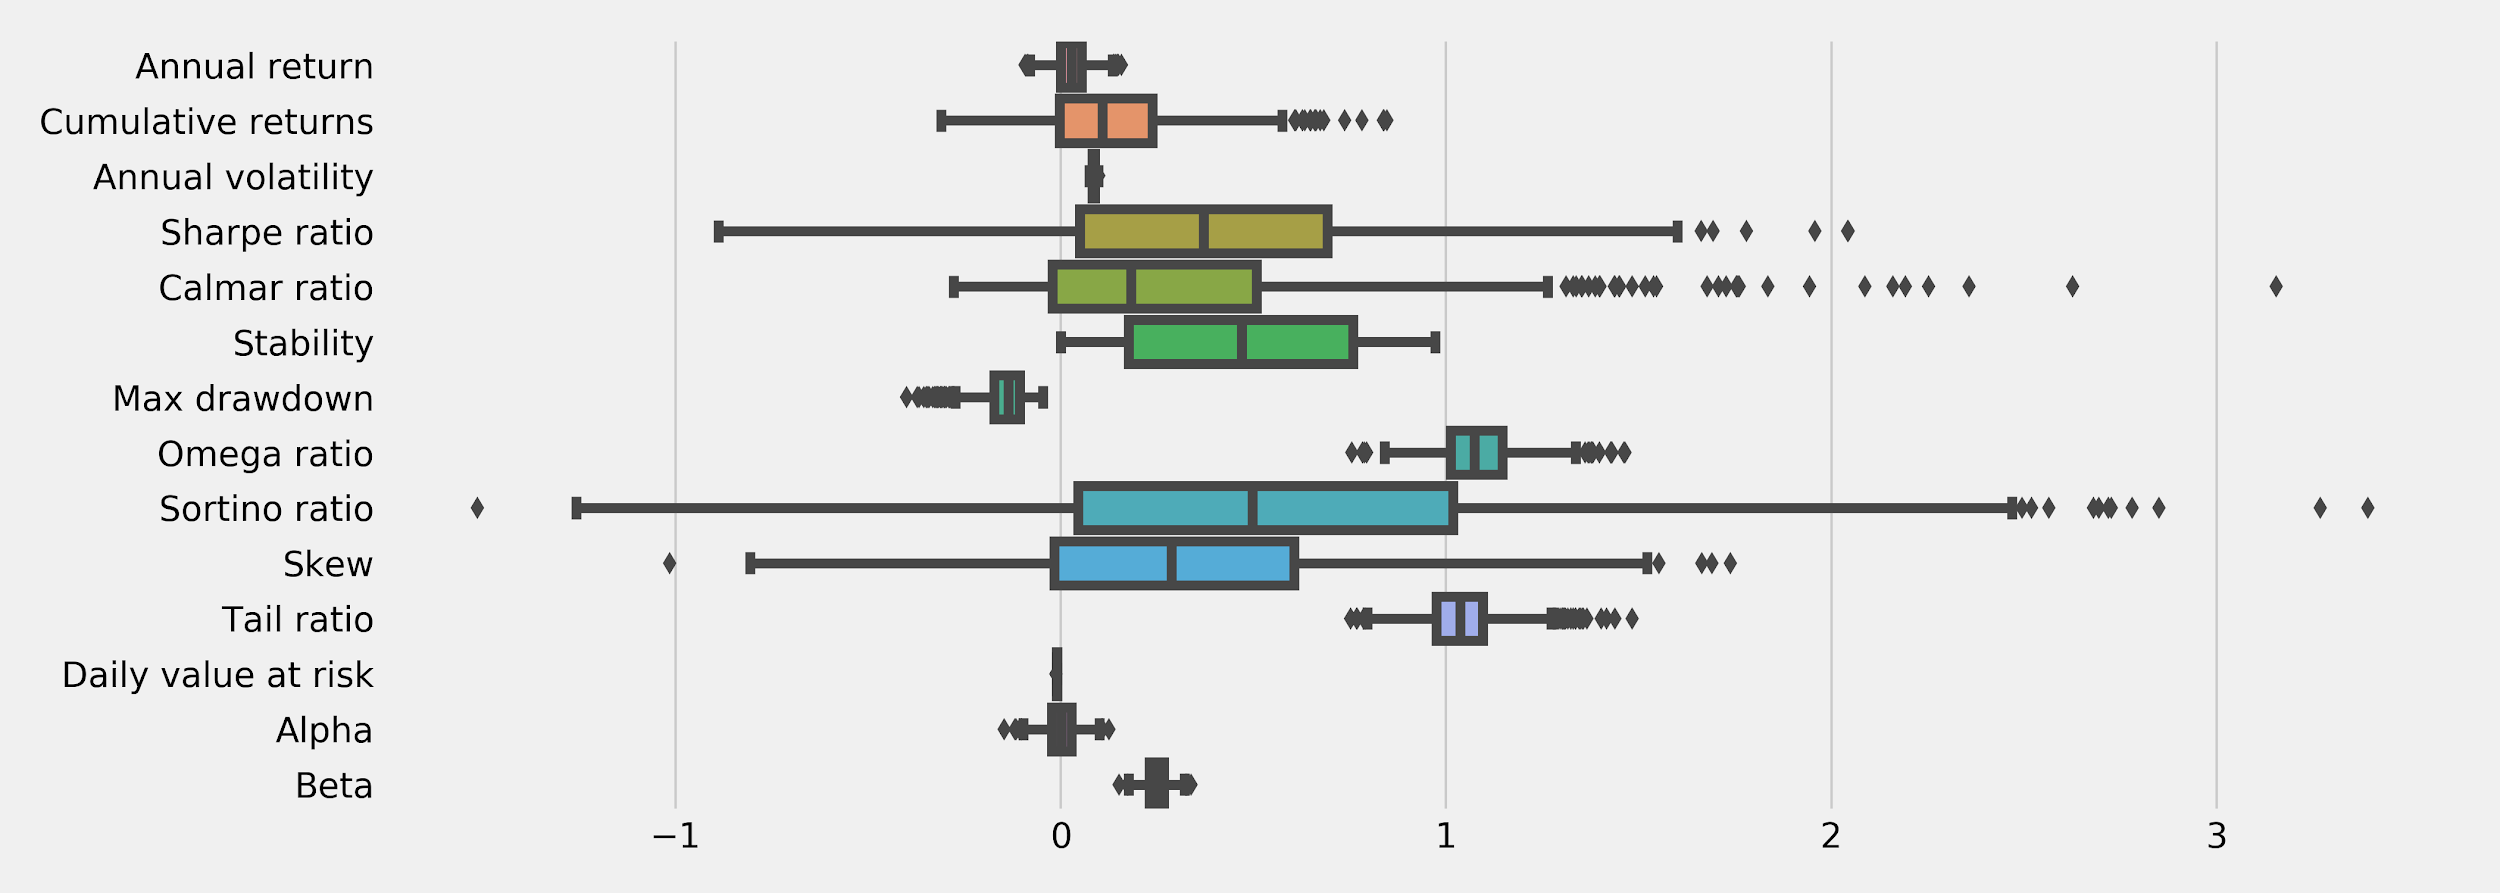 Annual return
Cumulative returns
Annual volatility
Sharpe ratio
Calmar ratio
Stability
Max drawdown
Omega ratio
Sortino ratio
Skew
Tail ratio
Daily value at risk
Alpha
Beta
−1 0 1 2 3